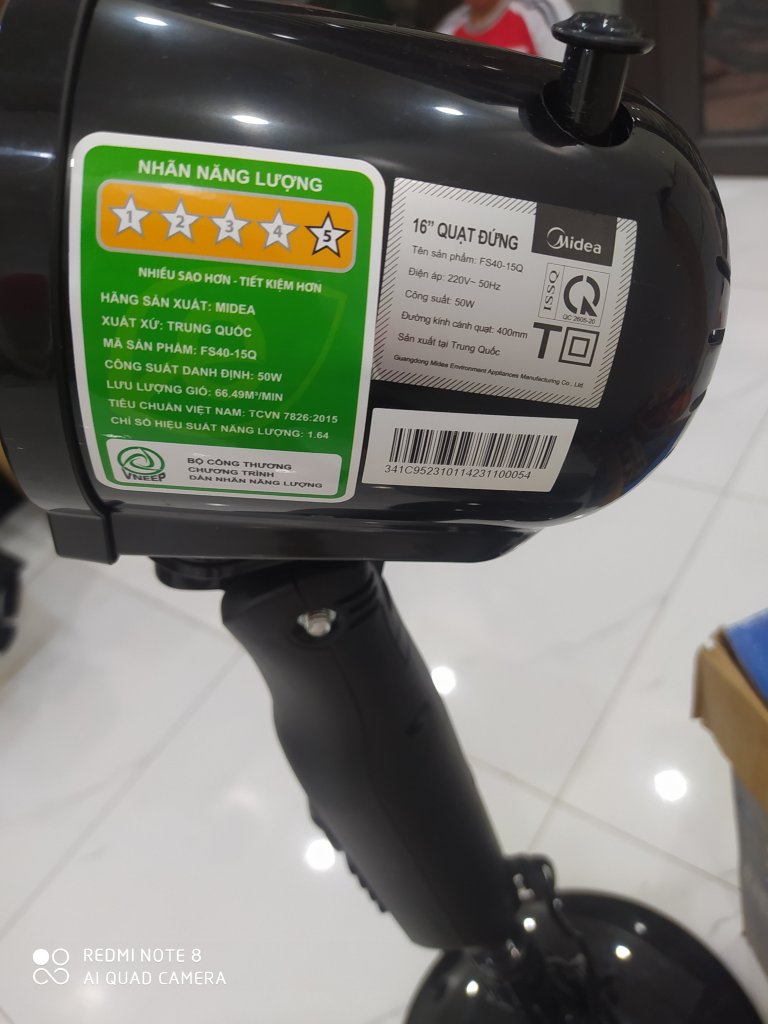 NHÃN NĂNG LƯỢNG
1 2 3 4 5
NHIỀU SAO HƠN - TIẾT KIỆM HƠN
HÃNG SẢN XUẤT: MIDEA
XUẤT XỨ: TRUNG QUỐC
MÃ SẢN PHẨM: FS40-15Q
CÔNG SUẤT DANH ĐỊNH: 50W
LƯU LƯỢNG GIÓ: 66.49M³/MIN
TIÊU CHUẨN VIỆT NAM: TCVN 7826:2015
CHỈ SỐ HIỆU SUẤT NĂNG LƯỢNG: 1.64
VNEEP
BỘ CÔNG THƯƠNG
CHƯƠNG TRÌNH
DÁN NHÃN NĂNG LƯỢNG
16” QUẠT ĐỨNG
Midea
Tên sản phẩm: FS40-15Q
Điện áp: 220V~ 50Hz
Công suất: 50W
Đường kính cánh quạt: 400mm
Sản xuất tại Trung Quốc
Guangdong Midea Environment Appliances Manufacturing Co., Ltd.
ISSQ
QC 2605-20
T
341C952310114231100054
REDMI NOTE 8
AI QUAD CAMERA